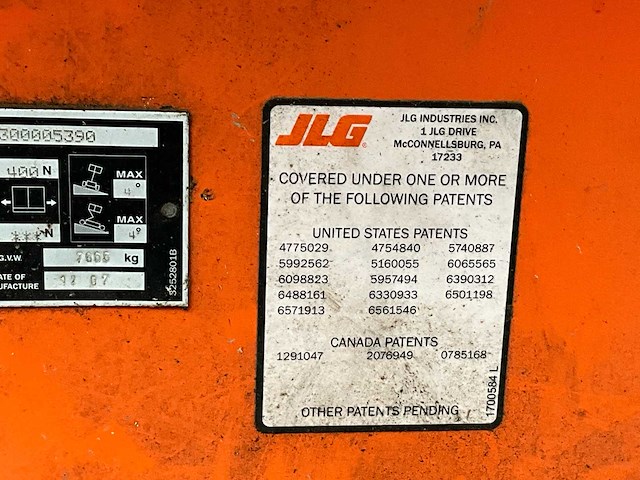 300005390
400 N
MAX
4°
N
MAX
4°
G.V.W. kg
ATE OF
UFACTURE 07
3252801B
JLG
JLG INDUSTRIES INC.
1 JLG DRIVE
McCONNELLSBURG, PA
17233
COVERED UNDER ONE OR MORE
OF THE FOLLOWING PATENTS
UNITED STATES PATENTS
4775029 4754840 5740887
5992562 5160055 6065565
6098823 5957494 6390312
6488161 6330933 6501198
6571913 6561546
CANADA PATENTS
1291047 2076949 0785168
OTHER PATENTS PENDING
1700584 L